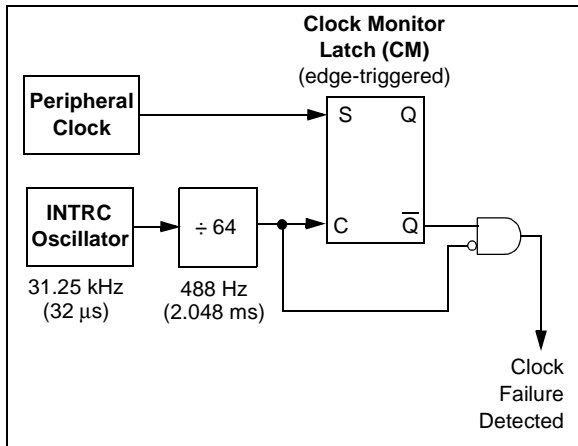 Clock Monitor
Latch (CM)
(edge-triggered)
Peripheral
Clock
S Q
INTRC
Oscillator
÷ 64
C Q̅
31.25 kHz
(32 μs)
488 Hz
(2.048 ms)
Clock
Failure
Detected